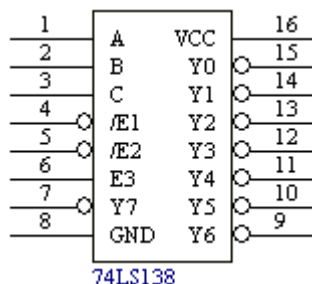 1 A VCC 16
2 B Y0 15
3 C Y1 14
4 /E1 Y2 13
5 /E2 Y3 12
6 E3 Y4 11
7 Y7 Y5 10
8 GND Y6 9
74LS138